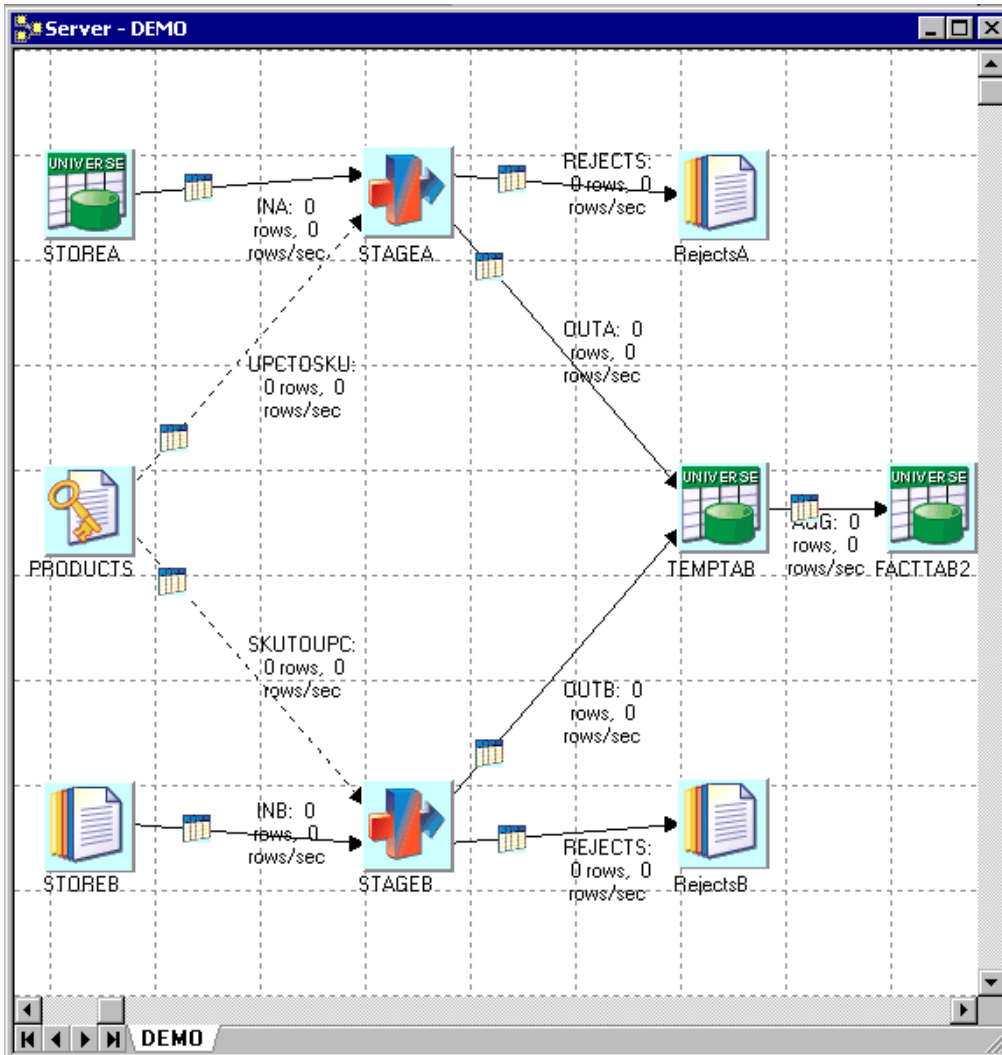 Server - DEMO
UNIVERSE
STOREA
INA: 0
rows, 0
rows/sec
STAGEA
REJECTS:
0 rows, 0
rows/sec
RejectsA
OUTA: 0
rows, 0
rows/sec
UPCTOSKU:
0 rows, 0
rows/sec
PRODUCTS
UNIVERSE
TEMPTAB
AGG: 0
rows, 0
rows/sec
UNIVERSE
FACTTAB2
SKUTOUPC:
0 rows, 0
rows/sec
OUTB: 0
rows, 0
rows/sec
STOREB
INB: 0
rows, 0
rows/sec
STAGEB
REJECTS:
0 rows, 0
rows/sec
RejectsB
DEMO